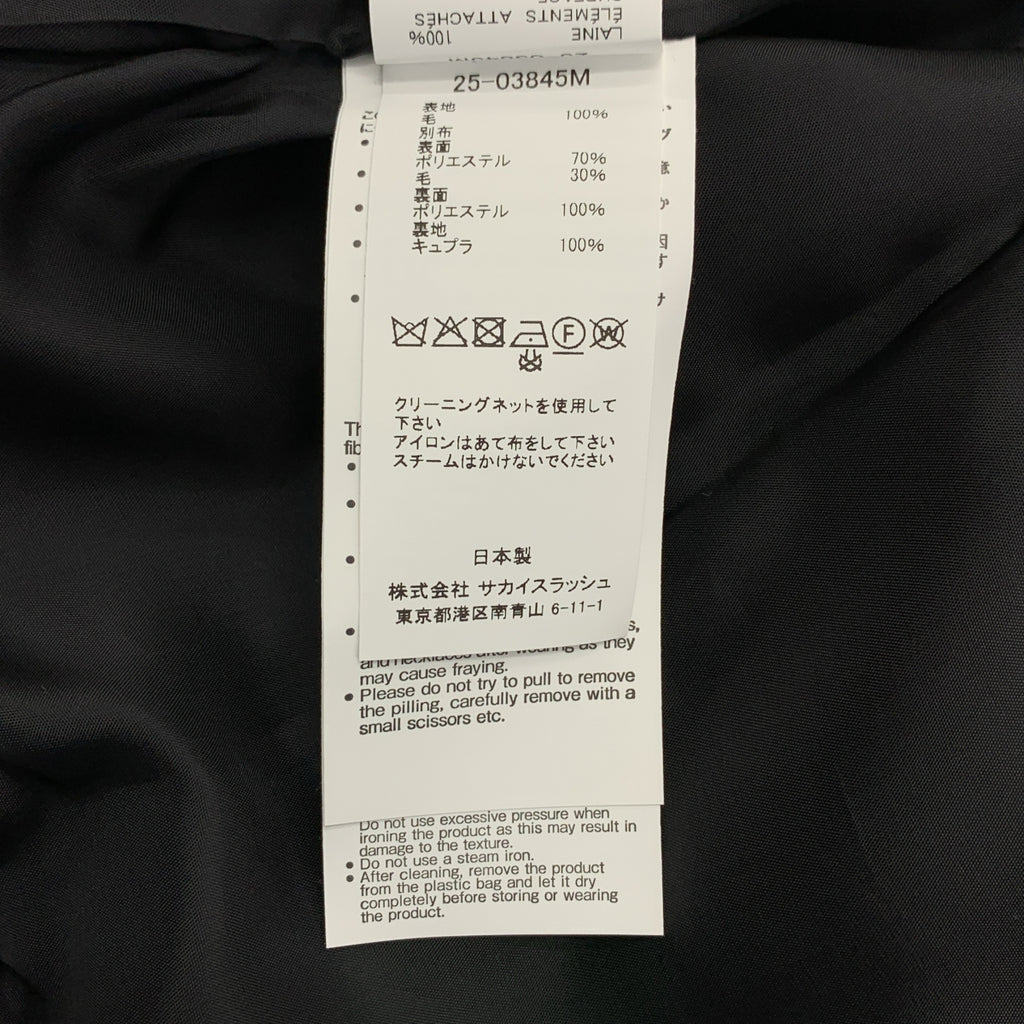 LAINE 100%
ÉLÉMENTS ATTACHÉS
25-03845M
表地
毛 100%
別布
表面
ポリエステル 70%
毛 30%
裏面
ポリエステル 100%
裏地
キュプラ 100%
F
W
クリーニングネットを使用して
下さい
アイロンはあて布をして下さい
スチームはかけないでください
日本製
株式会社 サカイスラッシュ
東京都港区南青山 6-11-1
and necklaces after wearing as they
may cause fraying.
• Please do not try to pull to remove
the pilling, carefully remove with a
small scissors etc.
Do not use excessive pressure when
ironing the product as this may result in
damage to the texture.
• Do not use a steam iron.
• After cleaning, remove the product
from the plastic bag and let it dry
completely before storing or wearing
the product.